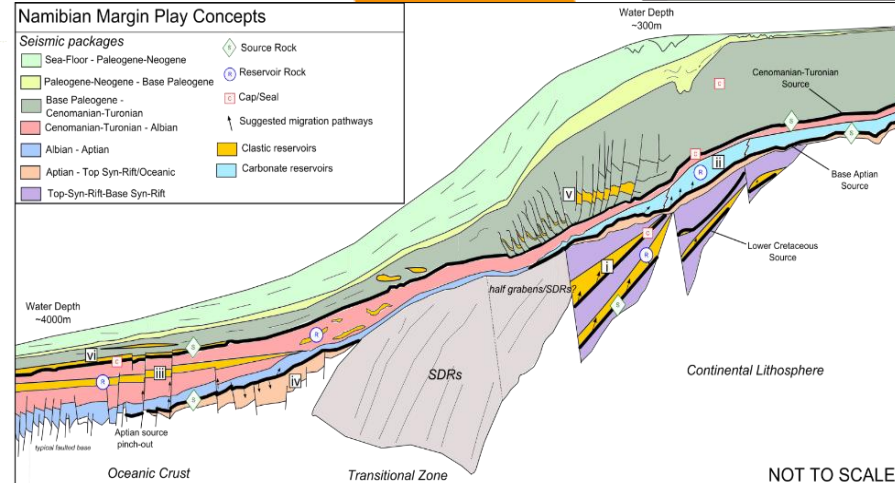 Namibian Margin Play Concepts
Seismic packages
Sea-Floor - Paleogene-Neogene
Paleogene-Neogene - Base Paleogene
Base Paleogene -
Cenomanian-Turonian
Cenomanian-Turonian - Albian
Albian - Aptian
Aptian - Top Syn-Rift/Oceanic
Top-Syn-Rift-Base Syn-Rift
S Source Rock
R Reservoir Rock
C Cap/Seal
Suggested migration pathways
Clastic reservoirs
Carbonate reservoirs
Water Depth
~300m
C
Cenomanian-Turonian
Source
S
S
C
ii
R
Base Aptian
Source
v
C
R
i
Lower Cretaceous
Source
half grabens/SDRs?
S
Water Depth
~4000m
vi
C
S
R
iii
R
iv
S
SDRs
Continental Lithosphere
typical faulted base
Aptian source
pinch-out
Oceanic Crust
Transitional Zone
NOT TO SCALE